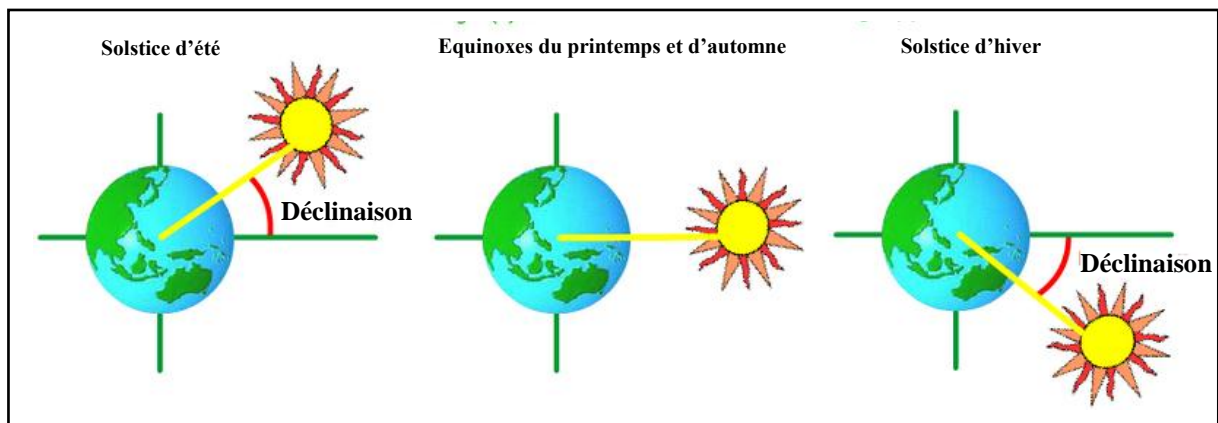 Solstice d’été
Equinoxes du printemps et d’automne
Solstice d’hiver
Déclinaison
Déclinaison